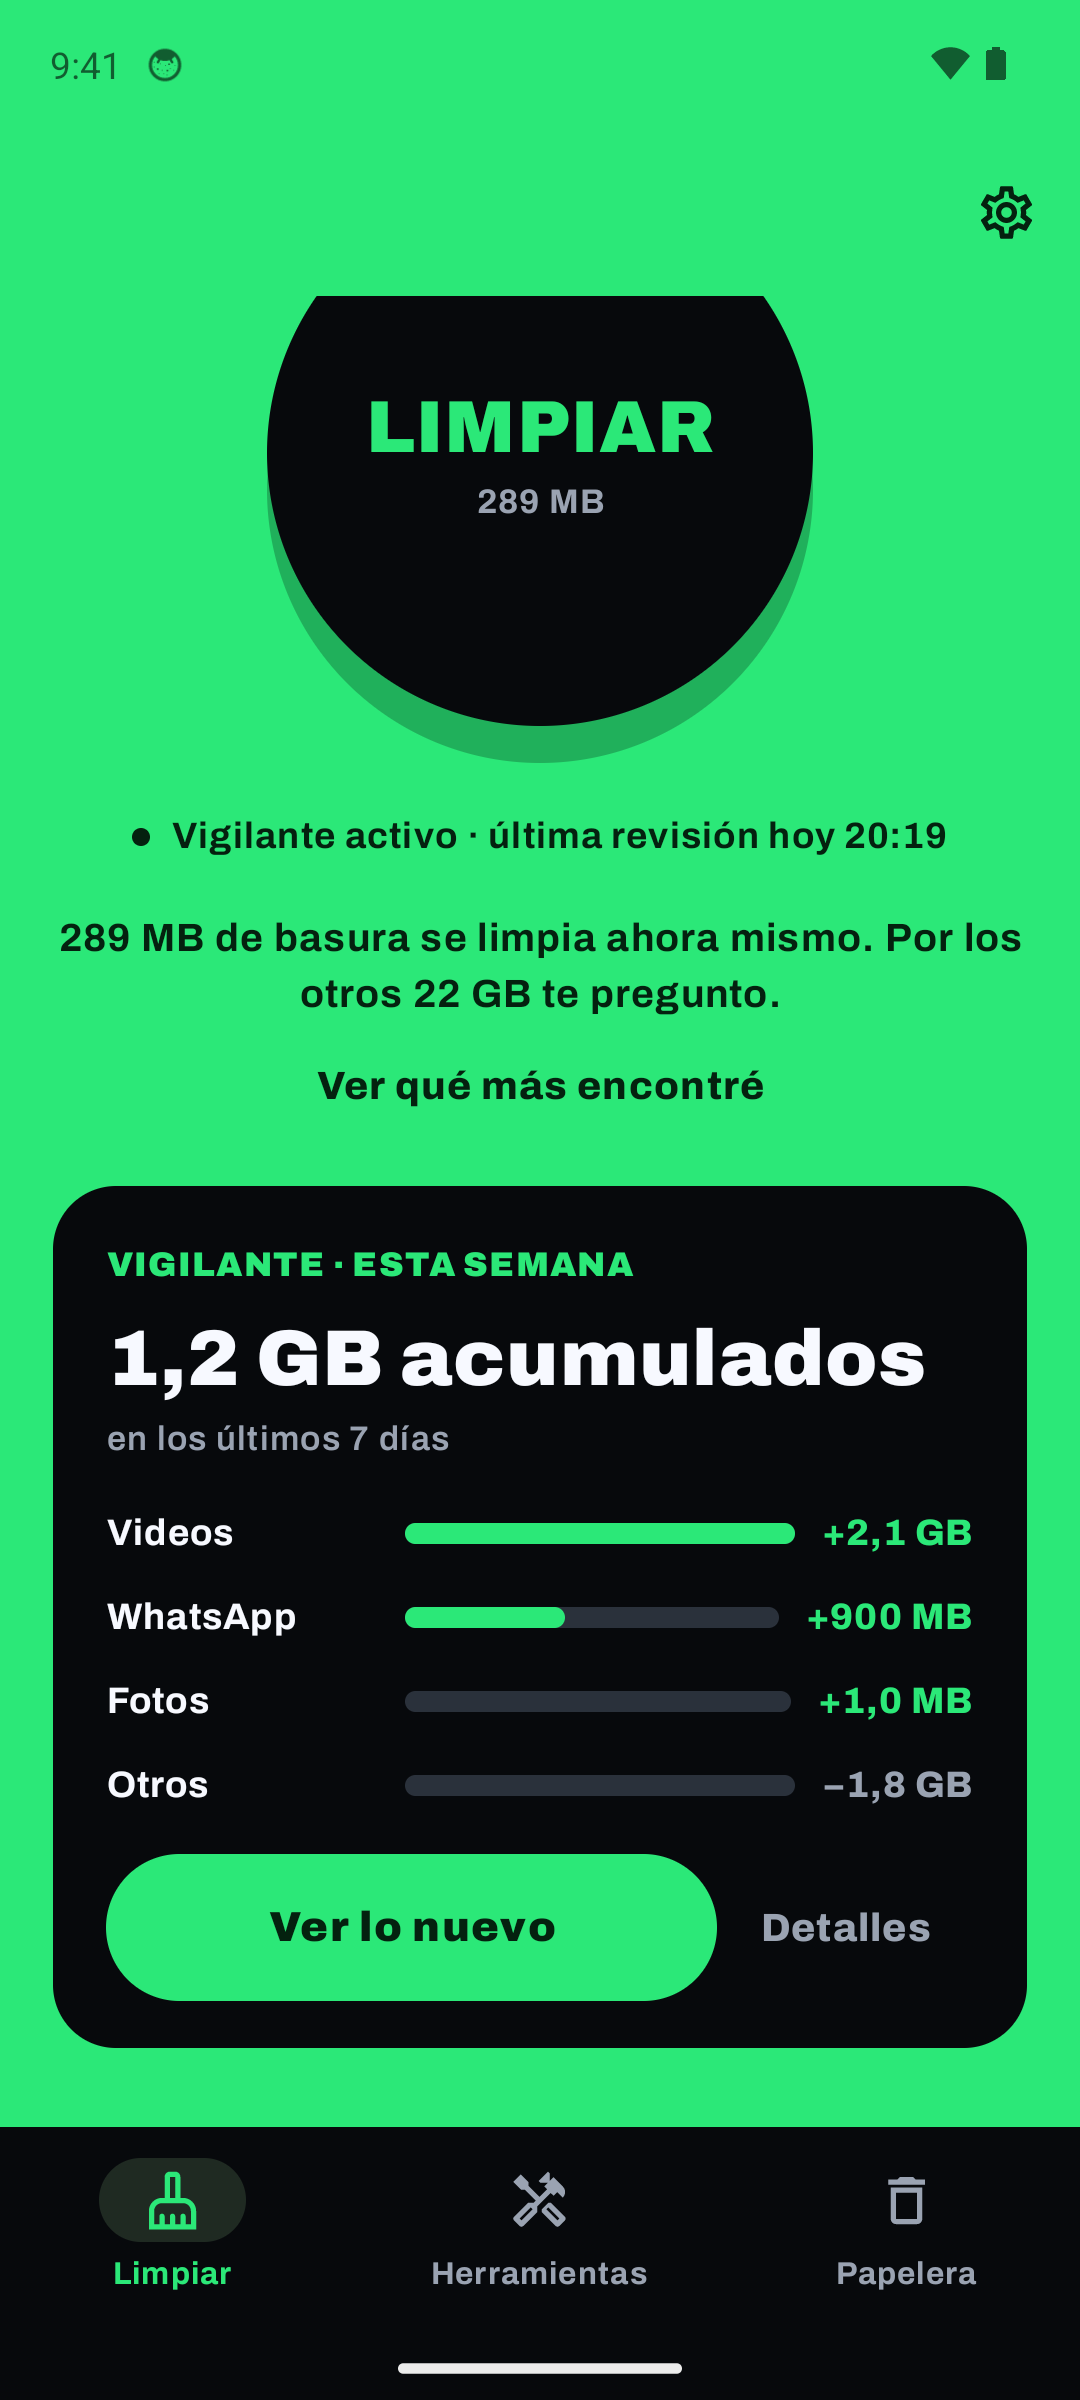 9:41
LIMPIAR
289 MB
Vigilante activo · última revisión hoy 20:19
289 MB de basura se limpia ahora mismo. Por los
otros 22 GB te pregunto.
Ver qué más encontré
VIGILANTE · ESTA SEMANA
1,2 GB acumulados
en los últimos 7 días
Videos +2,1 GB
WhatsApp +900 MB
Fotos +1,0 MB
Otros −1,8 GB
Ver lo nuevo Detalles
Limpiar Herramientas Papelera